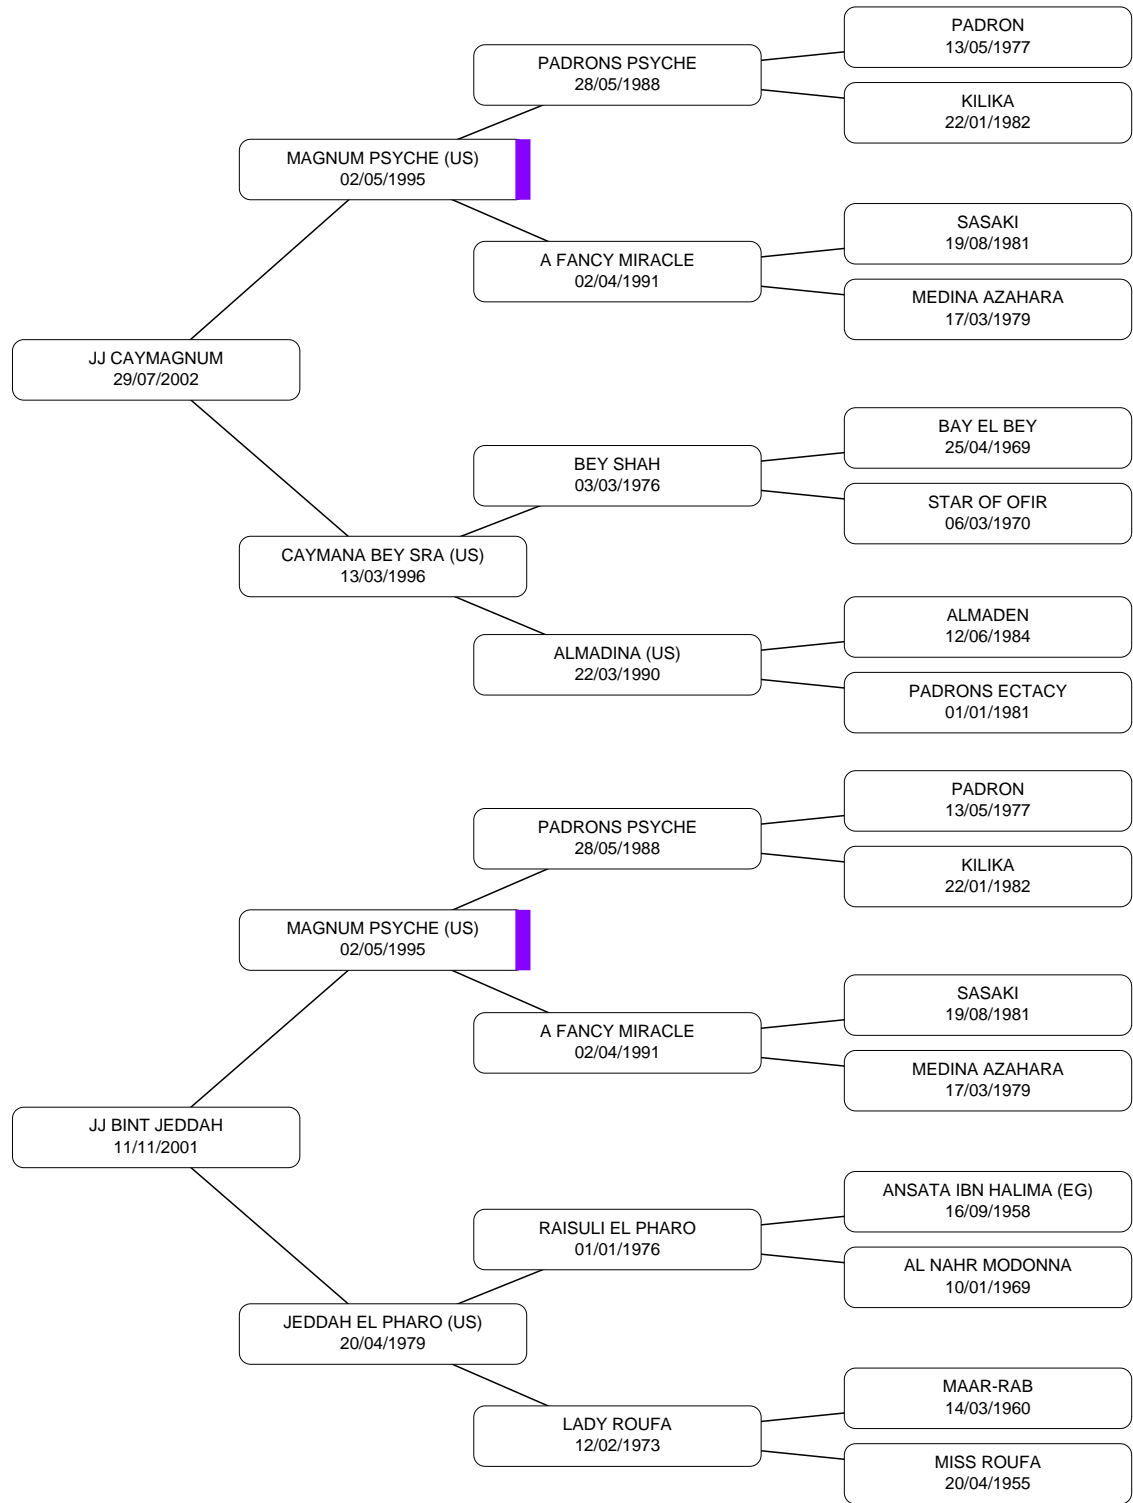 PADRON
13/05/1977
PADRONS PSYCHE
28/05/1988
KILIKA
22/01/1982
MAGNUM PSYCHE (US)
02/05/1995
SASAKI
19/08/1981
A FANCY MIRACLE
02/04/1991
MEDINA AZAHARA
17/03/1979
JJ CAYMAGNUM
29/07/2002
BAY EL BEY
25/04/1969
BEY SHAH
03/03/1976
STAR OF OFIR
06/03/1970
CAYMANA BEY SRA (US)
13/03/1996
ALMADEN
12/06/1984
ALMADINA (US)
22/03/1990
PADRONS ECTACY
01/01/1981
PADRON
13/05/1977
PADRONS PSYCHE
28/05/1988
KILIKA
22/01/1982
MAGNUM PSYCHE (US)
02/05/1995
SASAKI
19/08/1981
A FANCY MIRACLE
02/04/1991
MEDINA AZAHARA
17/03/1979
JJ BINT JEDDAH
11/11/2001
ANSATA IBN HALIMA (EG)
16/09/1958
RAISULI EL PHARO
01/01/1976
AL NAHR MODONNA
10/01/1969
JEDDAH EL PHARO (US)
20/04/1979
MAAR-RAB
14/03/1960
LADY ROUFA
12/02/1973
MISS ROUFA
20/04/1955